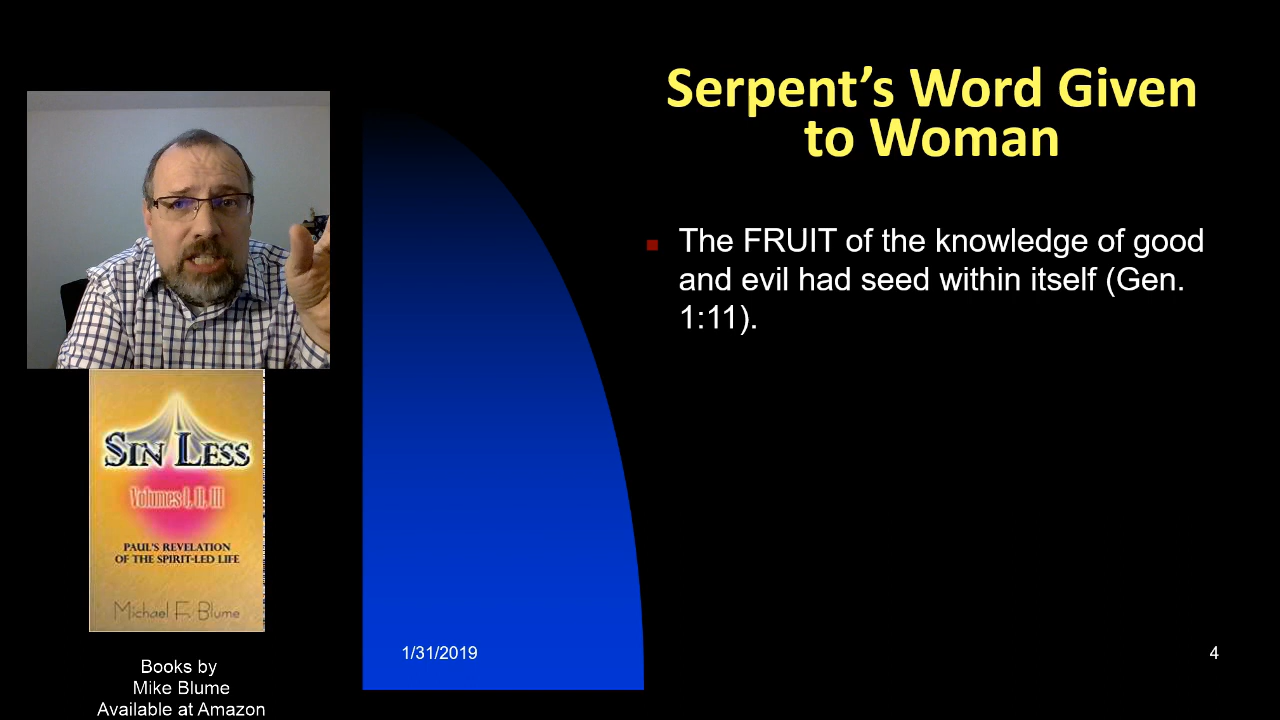 Serpent’s Word Given
to Woman
The FRUIT of the knowledge of good
and evil had seed within itself (Gen.
1:11).
SIN LESS
Volumes I, II, III
PAUL'S REVELATION
OF THE SPIRIT-LED LIFE
Michael F. Blume
Books by
Mike Blume
Available at Amazon
1/31/2019
4